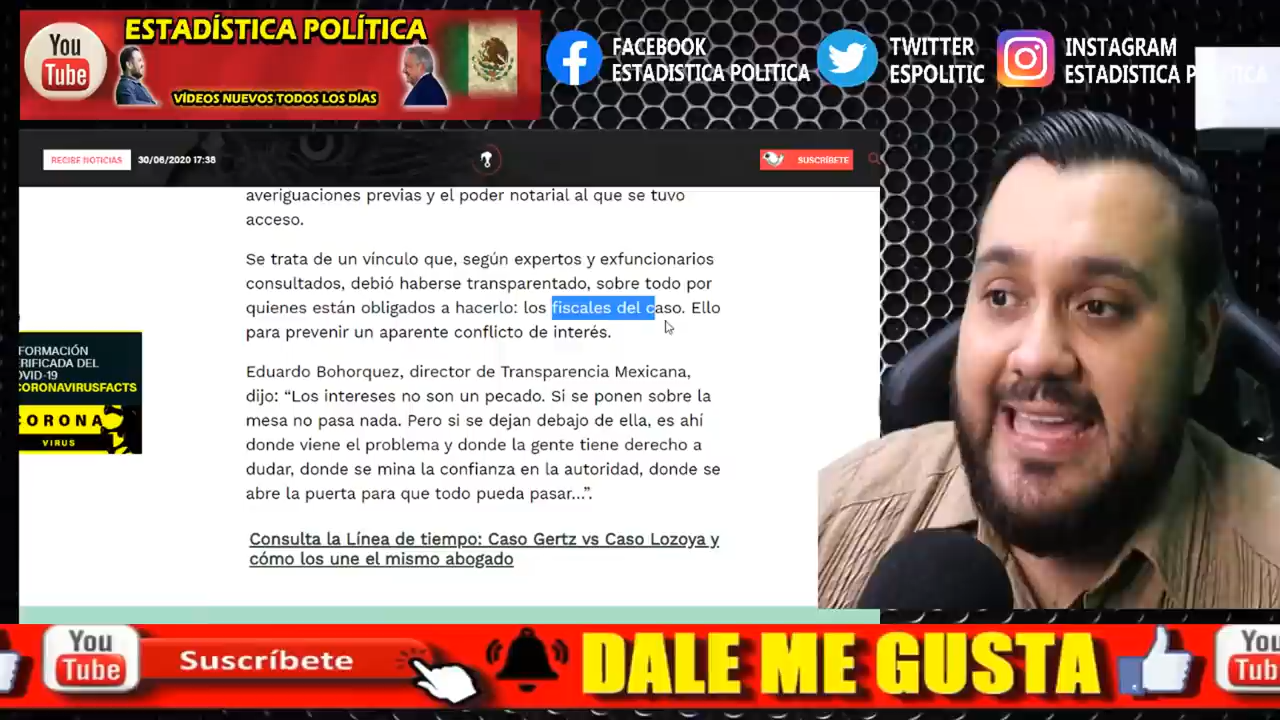 You
Tube
ESTADÍSTICA POLÍTICA
VÍDEOS NUEVOS TODOS LOS DÍAS
FACEBOOK
ESTADISTICA POLITICA
TWITTER
ESPOLITIC
INSTAGRAM
ESTADISTICA POLITICA
RECIBE NOTICIAS
30/06/2020 17:38
SUSCRÍBETE
averiguaciones previas y el poder notarial al que se tuvo
acceso.
Se trata de un vínculo que, según expertos y exfuncionarios
consultados, debió haberse transparentado, sobre todo por
quienes están obligados a hacerlo: los fiscales del caso. Ello
para prevenir un aparente conflicto de interés.
FORMACIÓN
ERIFICADA DEL
OVID-19
CORONAVIRUSFACTS
CORONA
VIRUS
Eduardo Bohorquez, director de Transparencia Mexicana,
dijo: “Los intereses no son un pecado. Si se ponen sobre la
mesa no pasa nada. Pero si se dejan debajo de ella, es ahí
donde viene el problema y donde la gente tiene derecho a
dudar, donde se mina la confianza en la autoridad, donde se
abre la puerta para que todo pueda pasar...”.
Consulta la Línea de tiempo: Caso Gertz vs Caso Lozoya y
cómo los une el mismo abogado
You
Tube
Suscríbete
DALE ME GUSTA
You
Tub